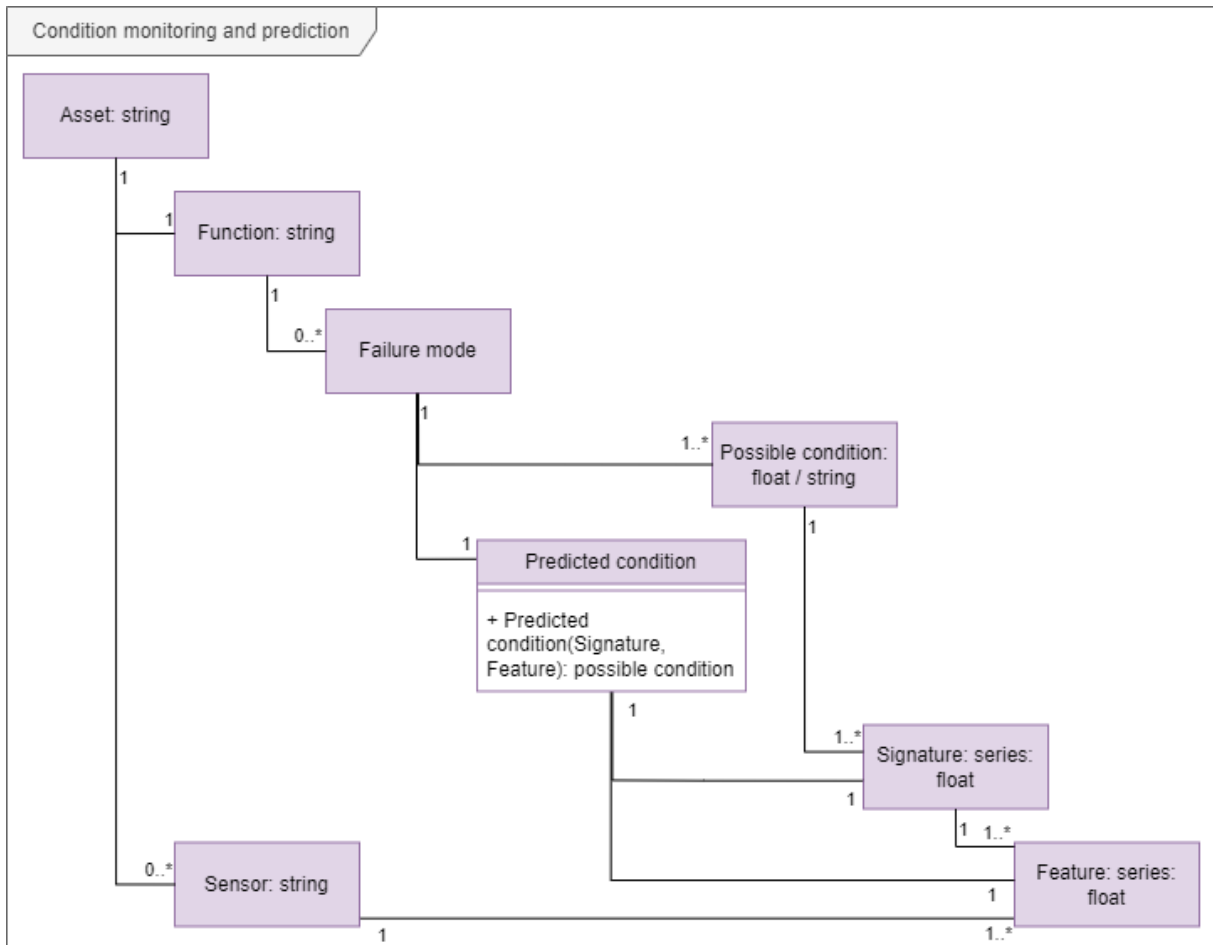 Condition monitoring and prediction
Asset: string
1
1
Function: string
1
0..*
Failure mode
1
1..*
Possible condition:
float / string
1
1
Predicted condition
+ Predicted
condition(Signature,
Feature): possible condition
1
1..*
Signature: series:
float
1
1
1..*
0..*
Sensor: string
Feature: series:
float
1
1
1..*